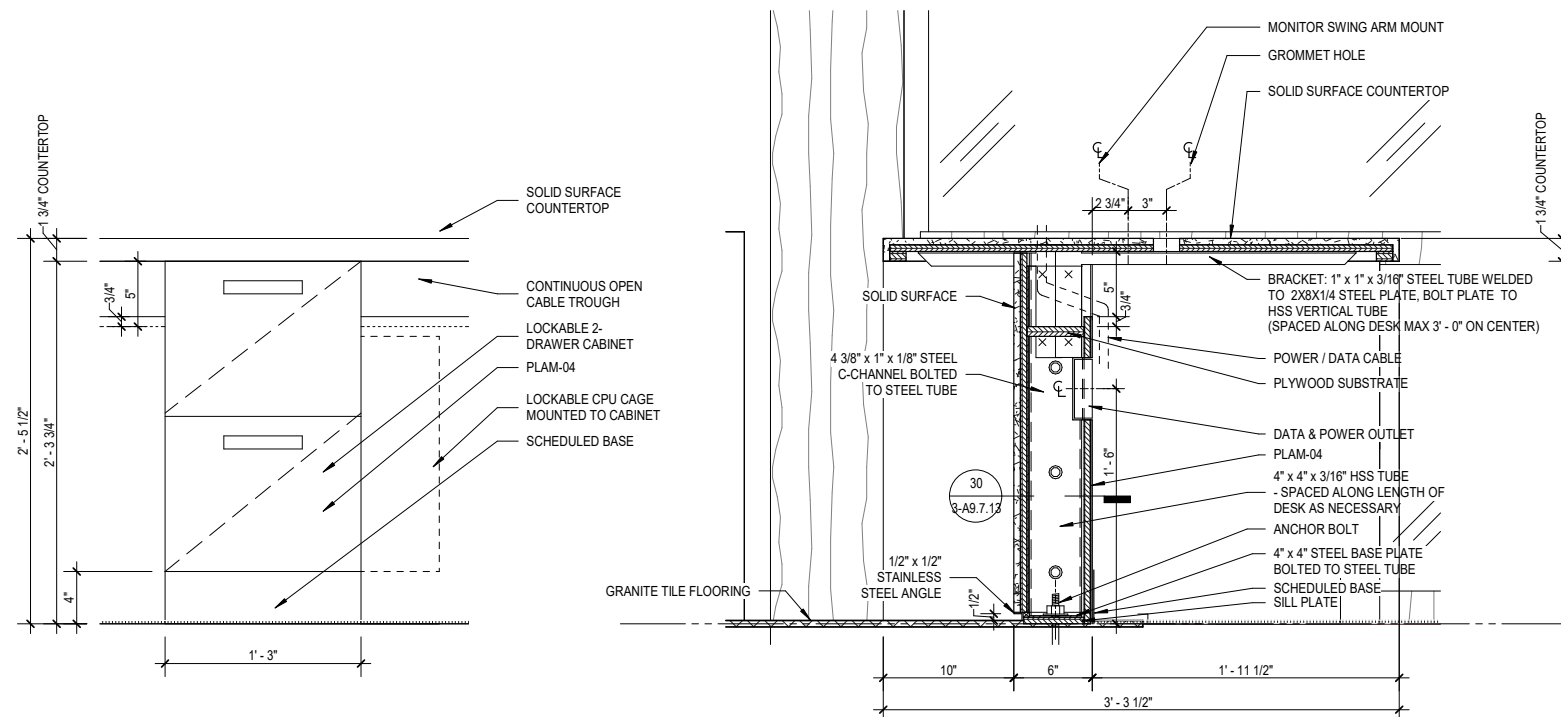 1 3/4" COUNTERTOP
2' - 5 1/2"
2' - 3 3/4"
3/4"
5"
4"
1' - 3"
SOLID SURFACE
COUNTERTOP
CONTINUOUS OPEN
CABLE TROUGH
LOCKABLE 2-
DRAWER CABINET
PLAM-04
LOCKABLE CPU CAGE
MOUNTED TO CABINET
SCHEDULED BASE
MONITOR SWING ARM MOUNT
GROMMET HOLE
SOLID SURFACE COUNTERTOP
℄
℄
2 3/4"
3"
1 3/4" COUNTERTOP
BRACKET: 1" x 1" x 3/16" STEEL TUBE WELDED
TO 2X8X1/4 STEEL PLATE, BOLT PLATE TO
HSS VERTICAL TUBE
(SPACED ALONG DESK MAX 3' - 0" ON CENTER)
SOLID SURFACE
5"
3/4"
4 3/8" x 1" x 1/8" STEEL
C-CHANNEL BOLTED
TO STEEL TUBE
℄
POWER / DATA CABLE
PLYWOOD SUBSTRATE
DATA & POWER OUTLET
PLAM-04
1' - 6"
4" x 4" x 3/16" HSS TUBE
- SPACED ALONG LENGTH OF
DESK AS NECESSARY
30
3-A9.7.13
ANCHOR BOLT
4" x 4" STEEL BASE PLATE
BOLTED TO STEEL TUBE
SCHEDULED BASE
SILL PLATE
1/2" x 1/2"
STAINLESS
STEEL ANGLE
1/2"
GRANITE TILE FLOORING
10"
6"
1' - 11 1/2"
3' - 3 1/2"